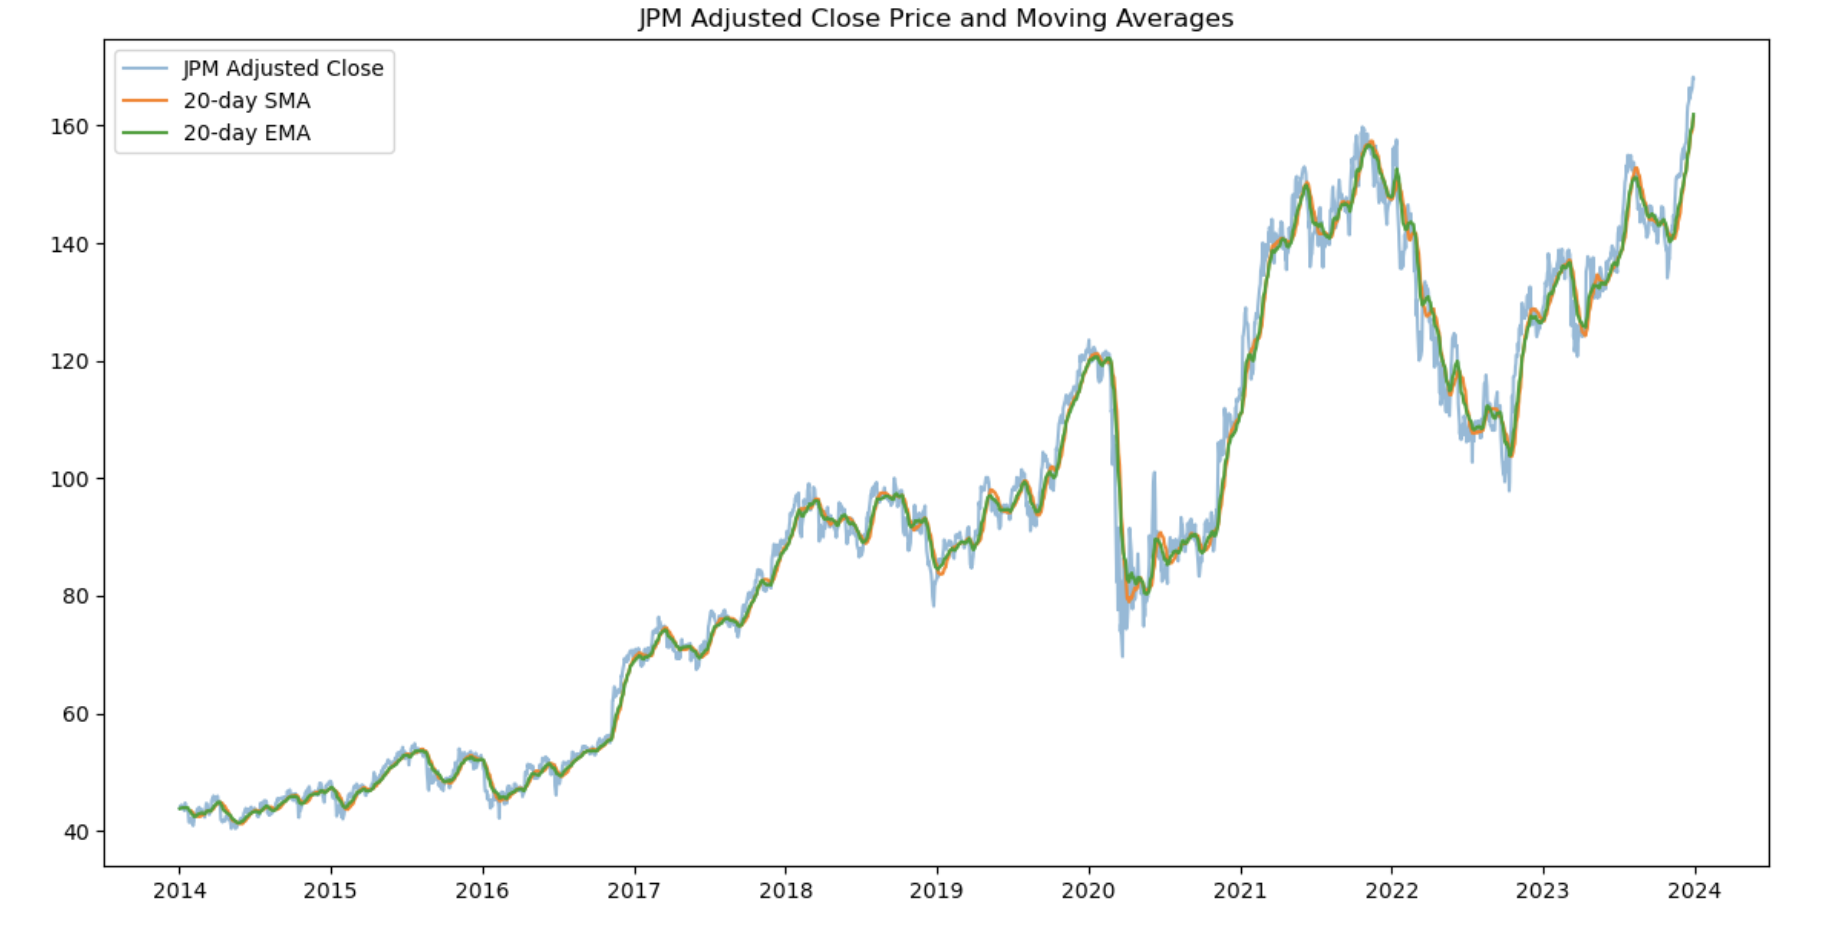 JPM Adjusted Close Price and Moving Averages
JPM Adjusted Close
20-day SMA
20-day EMA
160
140
120
100
80
60
40
2014 2015 2016 2017 2018 2019 2020 2021 2022 2023 2024